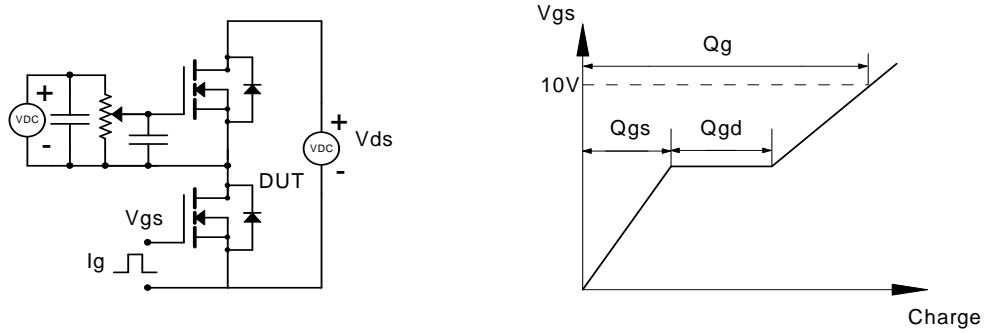 +
VDC
-
+
VDC
-
Vds
DUT
Vgs
Ig
Vgs
Qg
10V
Qgs
Qgd
Charge